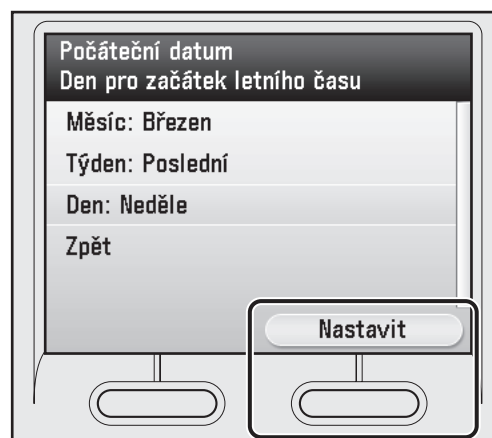 Počáteční datum
Den pro začátek letního času
Měsíc: Březen
Týden: Poslední
Den: Neděle
Zpět
Nastavit